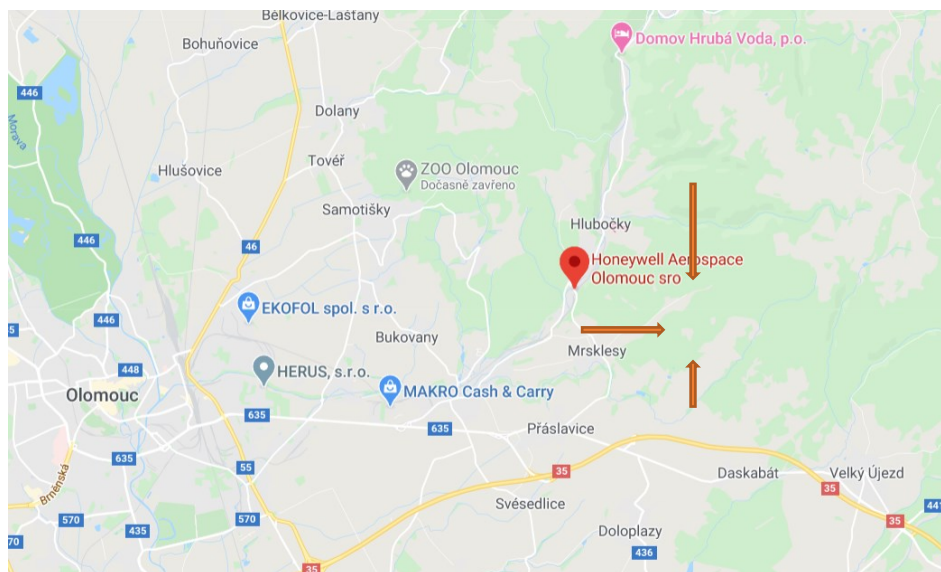 Bělkovice-Lašťany
Bohuňovice
Domov Hrubá Voda, p.o.
446
Morava
Dolany
Hlušovice
Tovéř
ZOO Olomouc
Dočasně zavřeno
Samotišky
Hlubočky
446
46
Honeywell Aerospace
Olomouc sro
EKOFOL spol. s r.o.
446
Bukovany
Mrsklesy
448
HERUS, s.r.o.
Olomouc
MAKRO Cash & Carry
635
635
Přáslavice
635
55
35
Daskabát
Velký Újezd
35
Brněnská
Svésedlice
570
570
435
Doloplazy
35
436
35